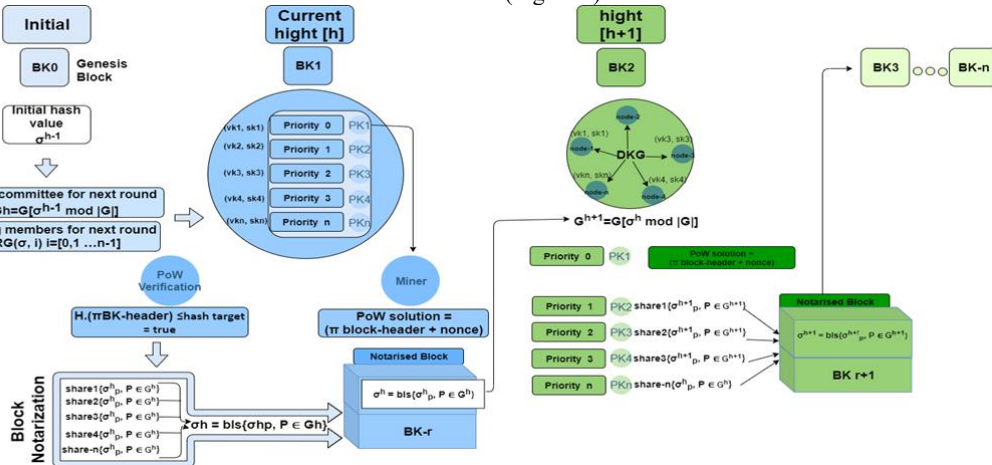 Initial
BK0
Genesis
Block
Initial hash
value
σʰ⁻¹
committee for next round
Gh=G[σʰ⁻¹ mod |G|]
members for next round
RG(σ, i) i=[0,1 ...n-1]
PoW
Verification
H.(πBK-header) ≤hash target
= true
Block
Notarization
share1{σʰₚ, P ∈ Gʰ}
share2{σʰₚ, P ∈ Gʰ}
share3{σʰₚ, P ∈ Gʰ}
share4{σʰₚ, P ∈ Gʰ}
share-n{σʰₚ, P ∈ Gʰ}
σh = bls{σhp, P ∈ Gh}
Current
hight [h]
BK1
(vk1, sk1)
Priority 0
PK1
(vk2, sk2)
Priority 1
PK2
(vk3, sk3)
Priority 2
PK3
(vk4, sk4)
Priority 3
PK4
(vkn, skn)
Priority n
PKn
Miner
PoW solution =
(π block-header + nonce)
Notarised Block
σʰ = bls{σʰₚ, P ∈ Gʰ}
BK-r
hight
[h+1]
BK2
node-2
(vk1, sk1)
node-1
(vk3, sk3)
node-3
DKG
(vkn, skn)
node-n
(vk4, sk4)
node-4
Gʰ⁺¹=G[σʰ mod |G|]
Priority 0
PK1
PoW solution =
(π block-header + nonce)
Priority 1
PK2
share1{σʰ⁺¹ₚ, P ∈ Gʰ⁺¹}
Priority 2
PK3
share2{σʰ⁺¹ₚ, P ∈ Gʰ⁺¹}
Priority 3
PK4
share3{σʰ⁺¹ₚ, P ∈ Gʰ⁺¹}
Priority n
PKn
share-n{σʰₚ, P ∈ Gʰ}
Notarised Block
σʰ⁺¹ = bls{σʰ⁺¹ₚ, P ∈ Gʰ⁺¹}
BK r+1
BK3
BK-n